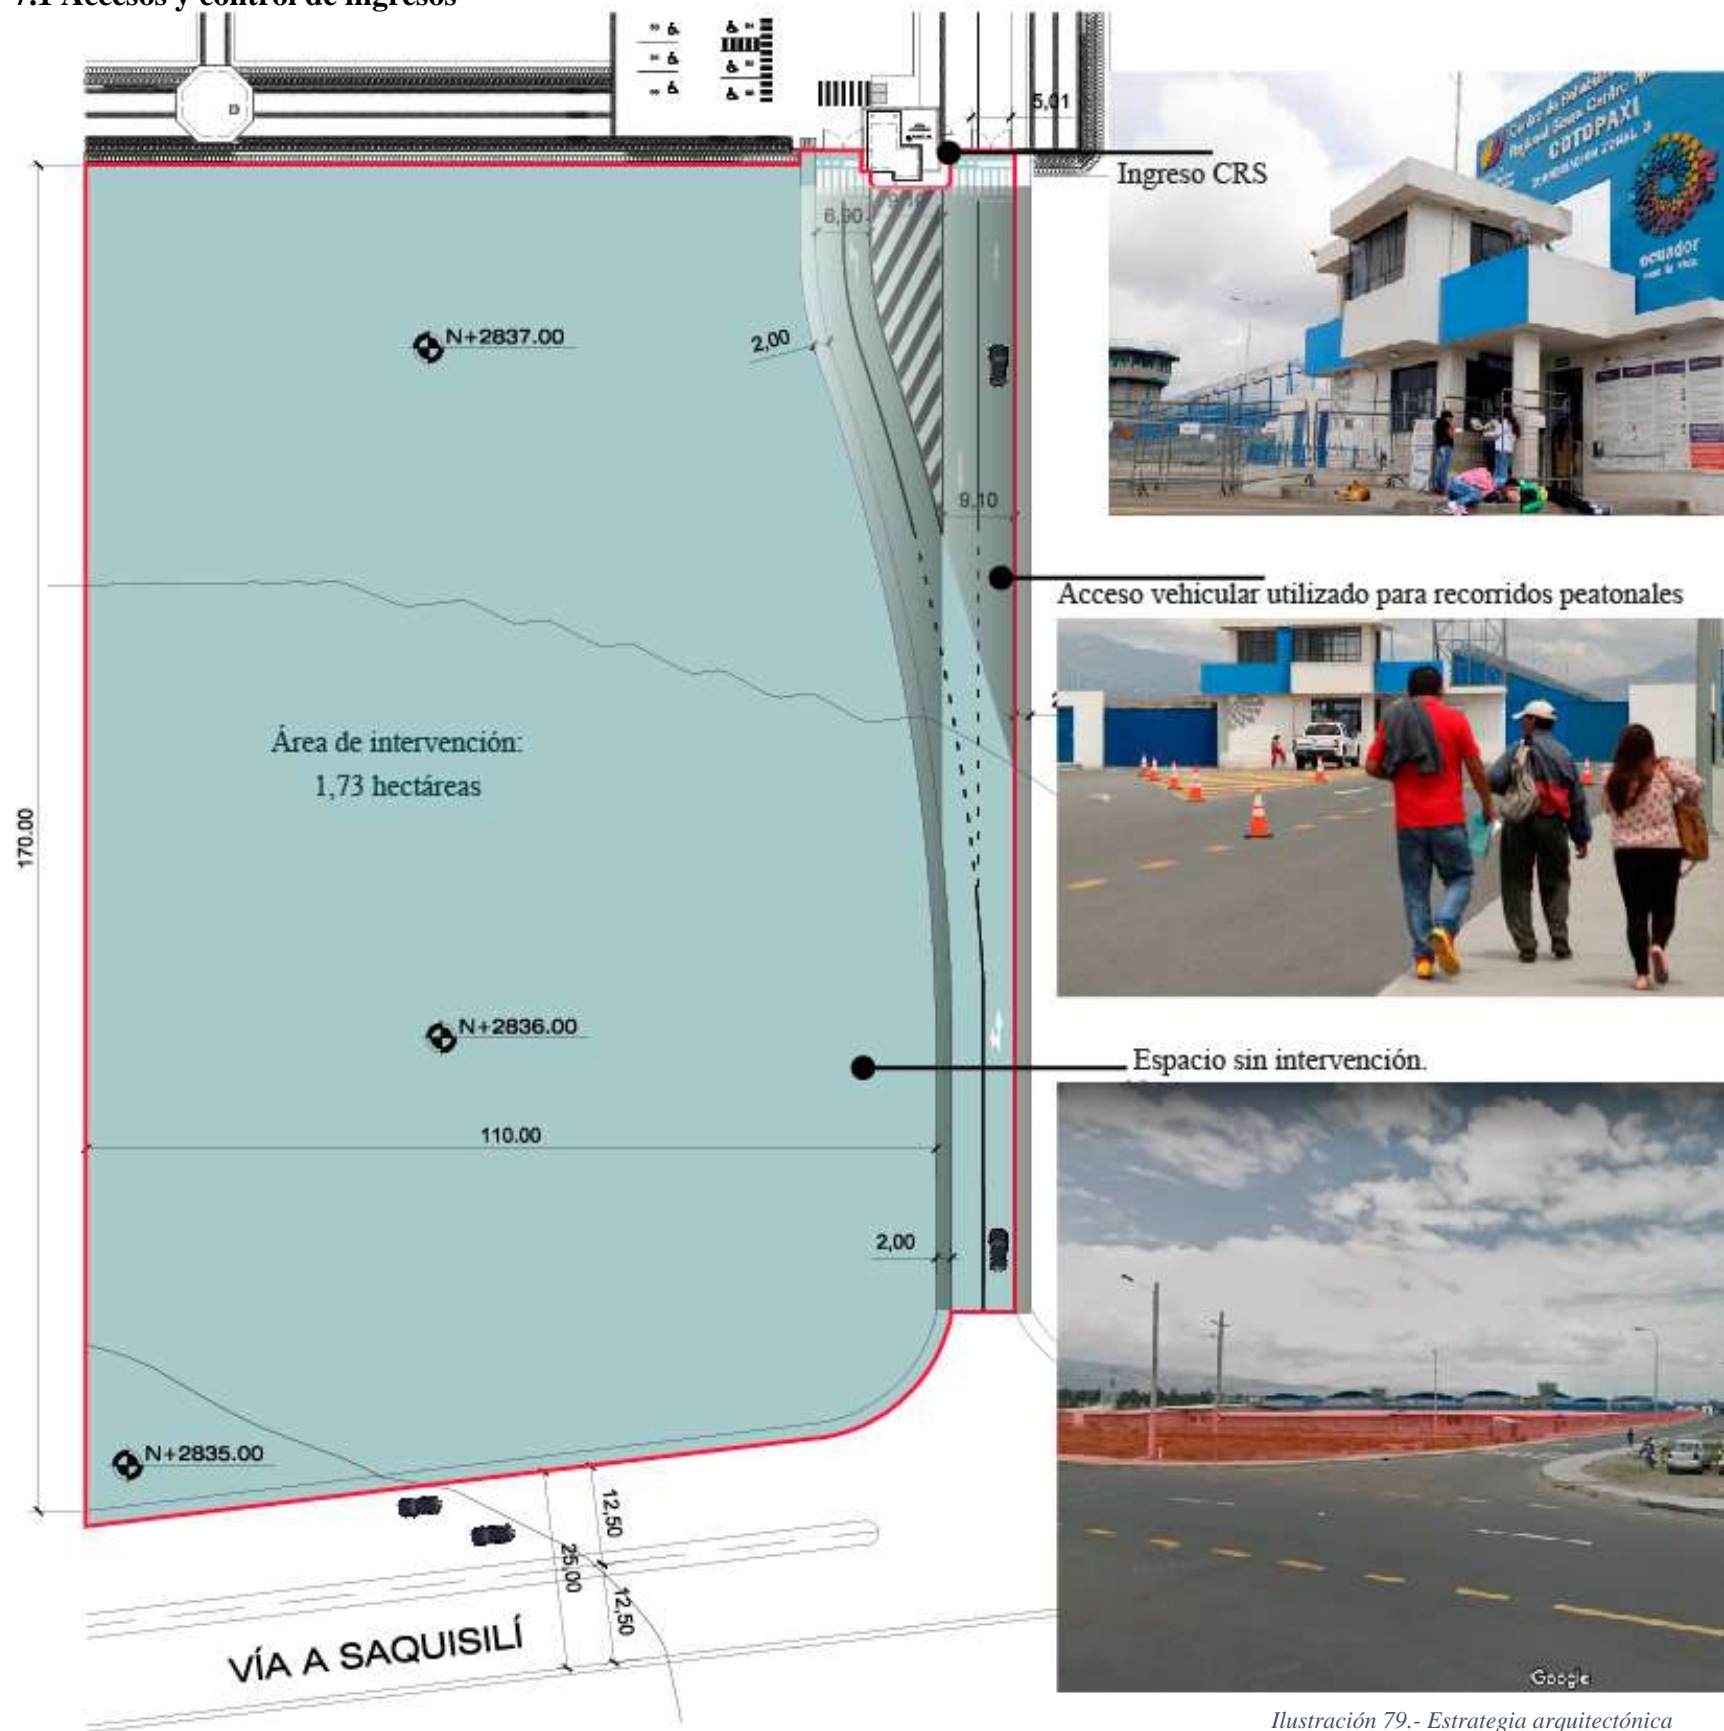 7.1 Accesos y control de ingresos
D
5,01
Ingreso CRS
Centro de
COTOPAXI
ecuador
6,90
N+2837.00
2,00
9,10
Acceso vehicular utilizado para recorridos peatonales
Área de intervención:
1,73 hectáreas
170.00
N+2836.00
Espacio sin intervención.
110.00
2,00
N+2835.00
12,50
25,00
12,50
VÍA A SAQUISILÍ
Google
Ilustración 79.- Estrategia arquitectónica